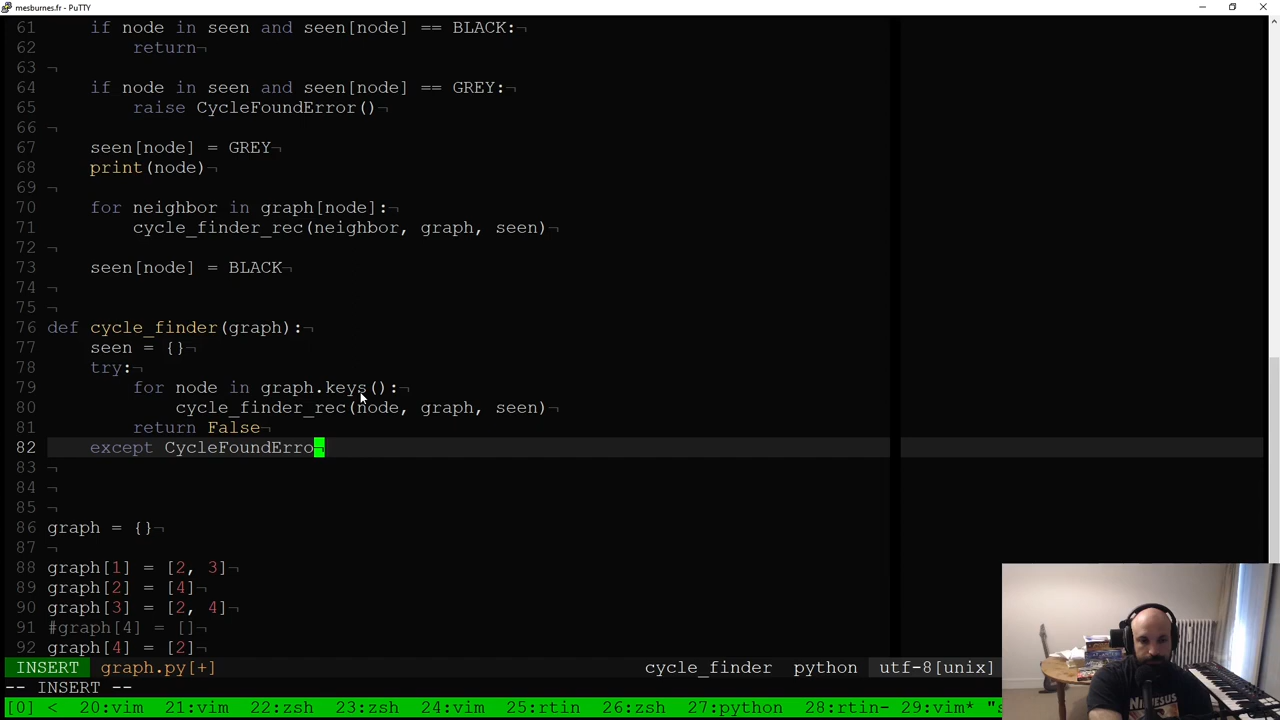 mesburnes.fr - PuTTY
61 if node in seen and seen[node] == BLACK:¬
62 return¬
63 ¬
64 if node in seen and seen[node] == GREY:¬
65 raise CycleFoundError()¬
66 ¬
67 seen[node] = GREY¬
68 print(node)¬
69 ¬
70 for neighbor in graph[node]:¬
71 cycle_finder_rec(neighbor, graph, seen)¬
72 ¬
73 seen[node] = BLACK¬
74 ¬
75 ¬
76 def cycle_finder(graph):¬
77 seen = {}¬
78 try:¬
79 for node in graph.keys():¬
80 cycle_finder_rec(node, graph, seen)¬
81 return False¬
82 except CycleFoundErro¬
83 ¬
84 ¬
85 ¬
86 graph = {}¬
87 ¬
88 graph[1] = [2, 3]¬
89 graph[2] = [4]¬
90 graph[3] = [2, 4]¬
91 #graph[4] = []¬
92 graph[4] = [2]¬
INSERT graph.py[+] cycle_finder python utf-8[unix]
-- INSERT --
[0] < 20:vim 21:vim 22:zsh 23:zsh 24:vim 25:rtin 26:zsh 27:python 28:rtin- 29:vim* "s